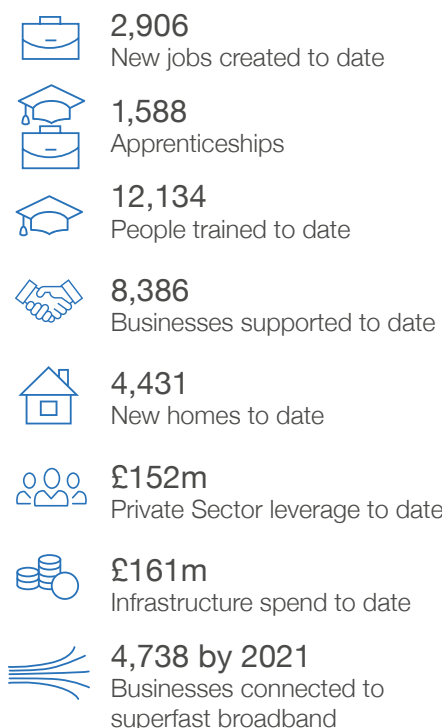 2,906
New jobs created to date
1,588
Apprenticeships
12,134
People trained to date
8,386
Businesses supported to date
4,431
New homes to date
£152m
Private Sector leverage to date
£161m
Infrastructure spend to date
4,738 by 2021
Businesses connected to
superfast broadband